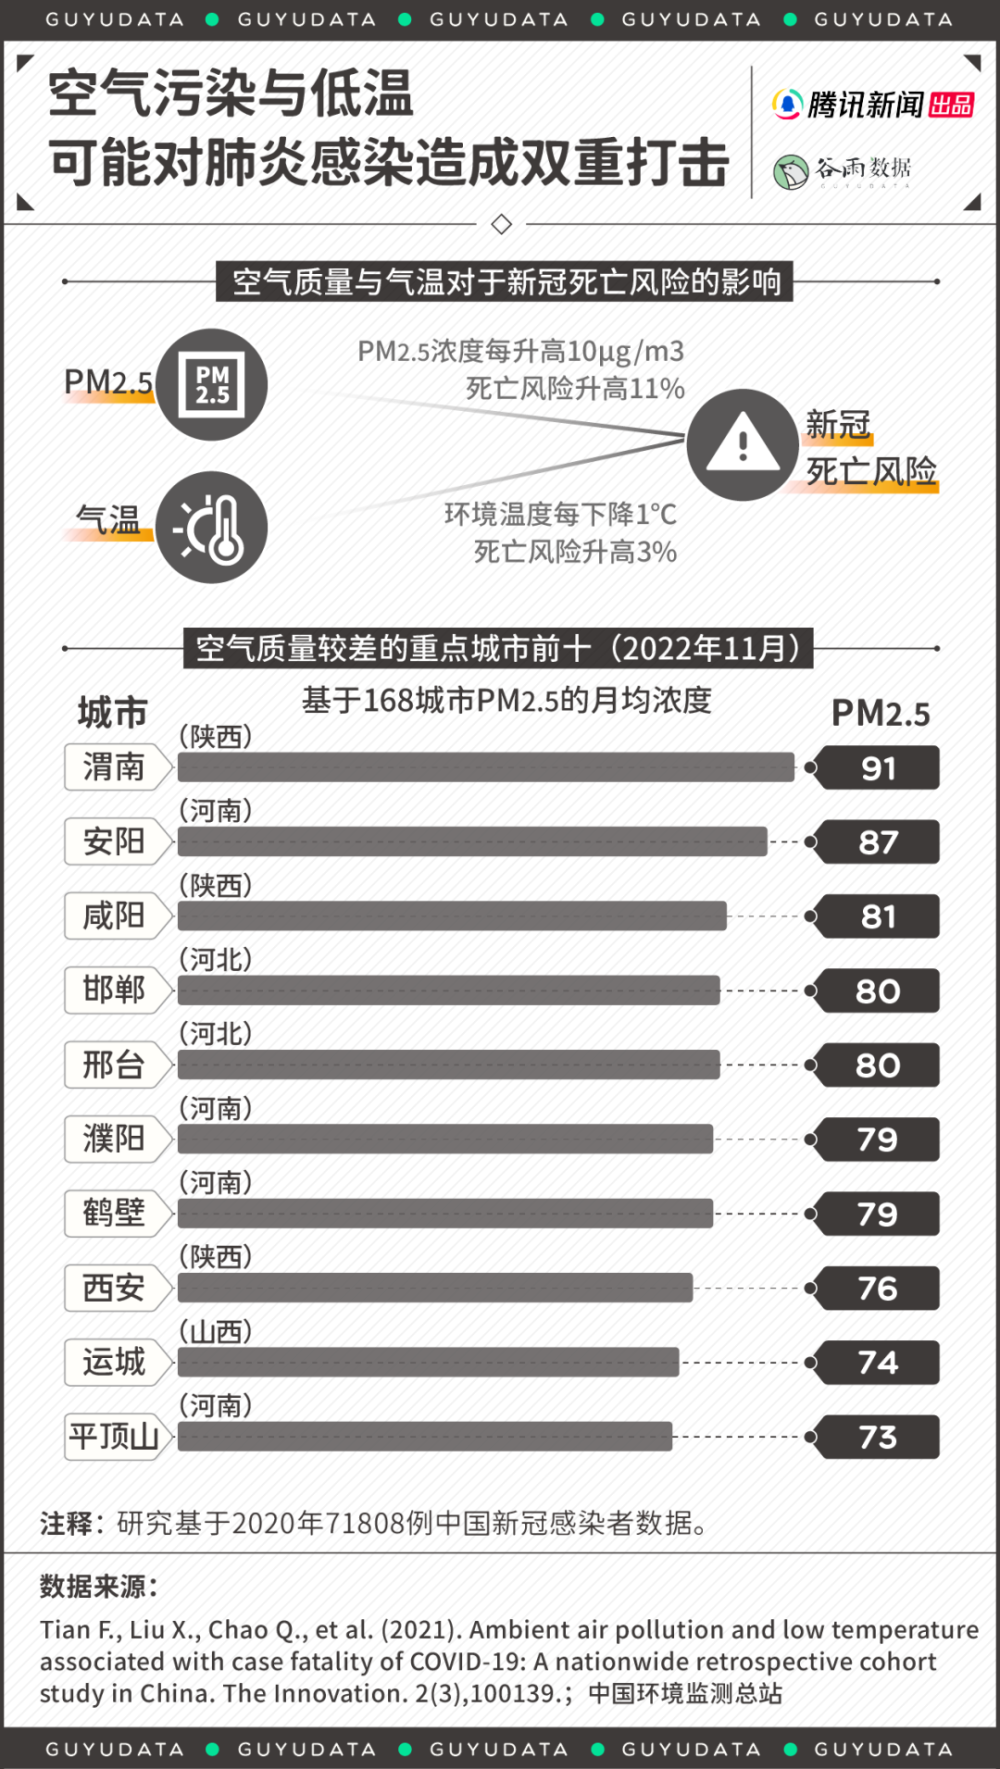 GUYUDATA GUYUDATA GUYUDATA GUYUDATA GUYUDATA
空气污染与低温
可能对肺炎感染造成双重打击
腾讯新闻出品
谷雨数据
GUYUDATA
空气质量与气温对于新冠死亡风险的影响
PM2.5
PM
2.5
PM2.5浓度每升高10μg/m3
死亡风险升高11%
新冠
死亡风险
气温
环境温度每下降1℃
死亡风险升高3%
空气质量较差的重点城市前十（2022年11月）
城市
基于168城市PM2.5的月均浓度
PM2.5
（陕西）
渭南 91
（河南）
安阳 87
（陕西）
咸阳 81
（河北）
邯郸 80
（河北）
邢台 80
（河南）
濮阳 79
（河南）
鹤壁 79
（陕西）
西安 76
（山西）
运城 74
（河南）
平顶山 73
注释：研究基于2020年71808例中国新冠感染者数据。
数据来源：
Tian F., Liu X., Chao Q., et al. (2021). Ambient air pollution and low temperature
associated with case fatality of COVID-19: A nationwide retrospective cohort
study in China. The Innovation. 2(3),100139.；中国环境监测总站
GUYUDATA GUYUDATA GUYUDATA GUYUDATA GUYUDATA